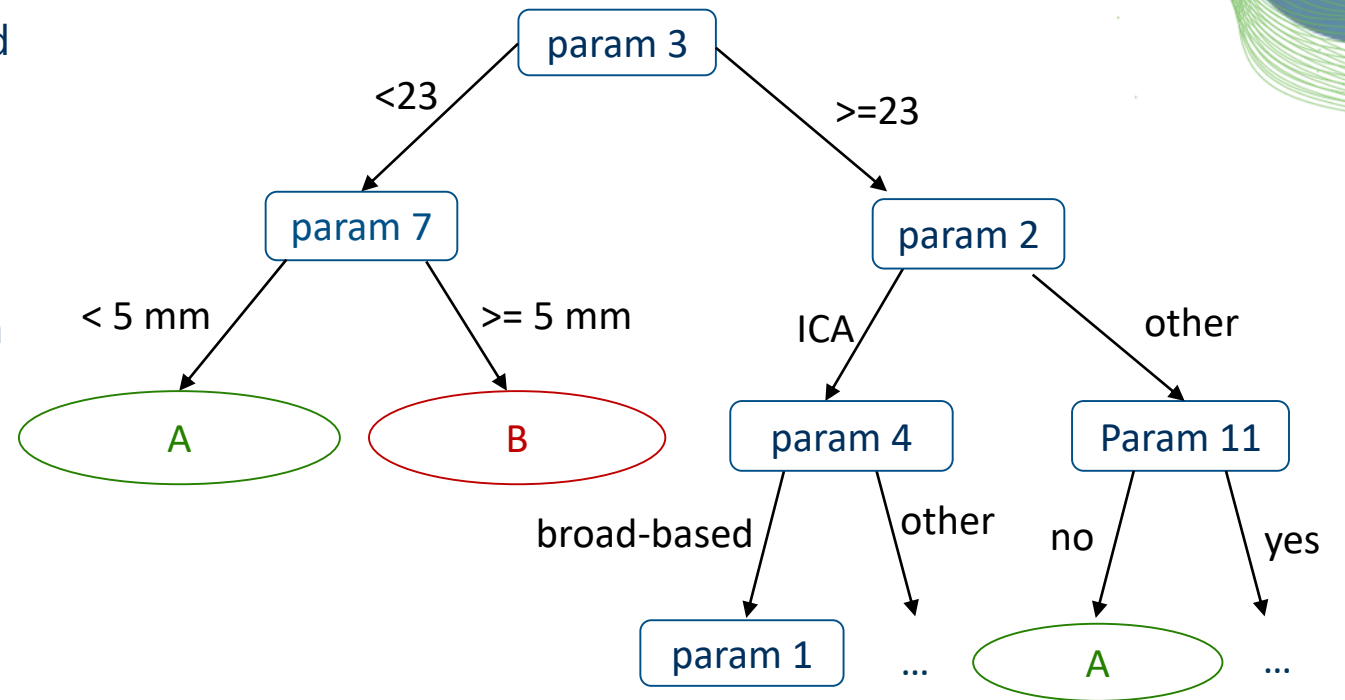 d
param 3
<23
>=23
param 7
param 2
< 5 mm
>= 5 mm
ICA
other
A
B
param 4
Param 11
broad-based
other
no
yes
param 1
...
A
...